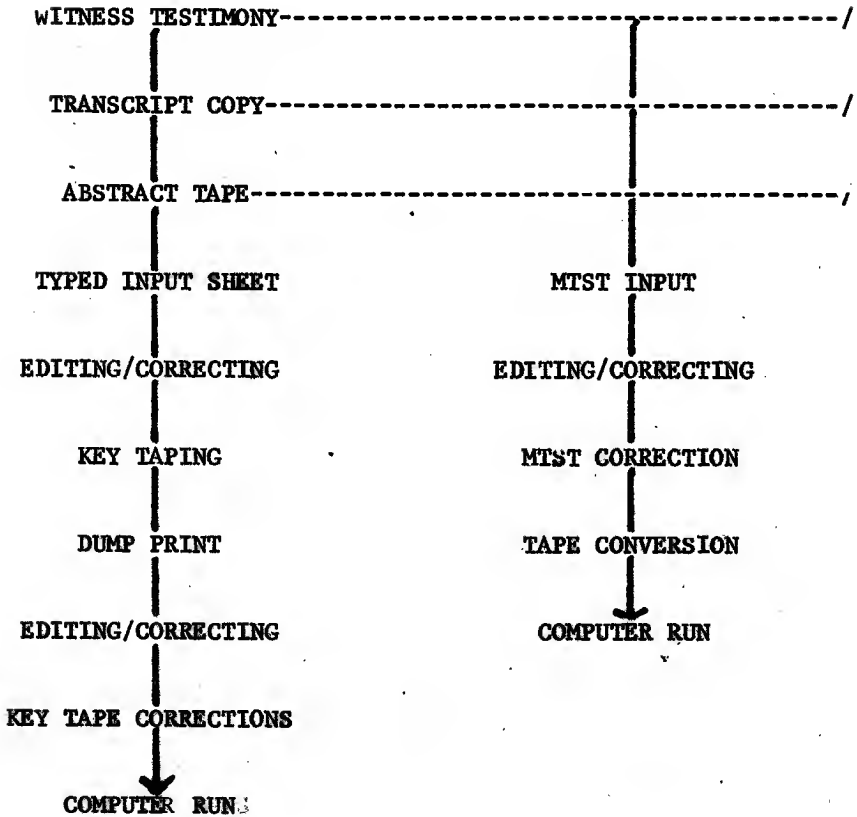 WITNESS TESTIMONY----------------------------------------/
TRANSCRIPT COPY-----------------------------------------/
ABSTRACT TAPE------------------------------------------/
TYPED INPUT SHEET MTST INPUT
EDITING/CORRECTING EDITING/CORRECTING
KEY TAPING MTST CORRECTION
DUMP PRINT TAPE CONVERSION
EDITING/CORRECTING COMPUTER RUN
KEY TAPE CORRECTIONS
COMPUTER RUN